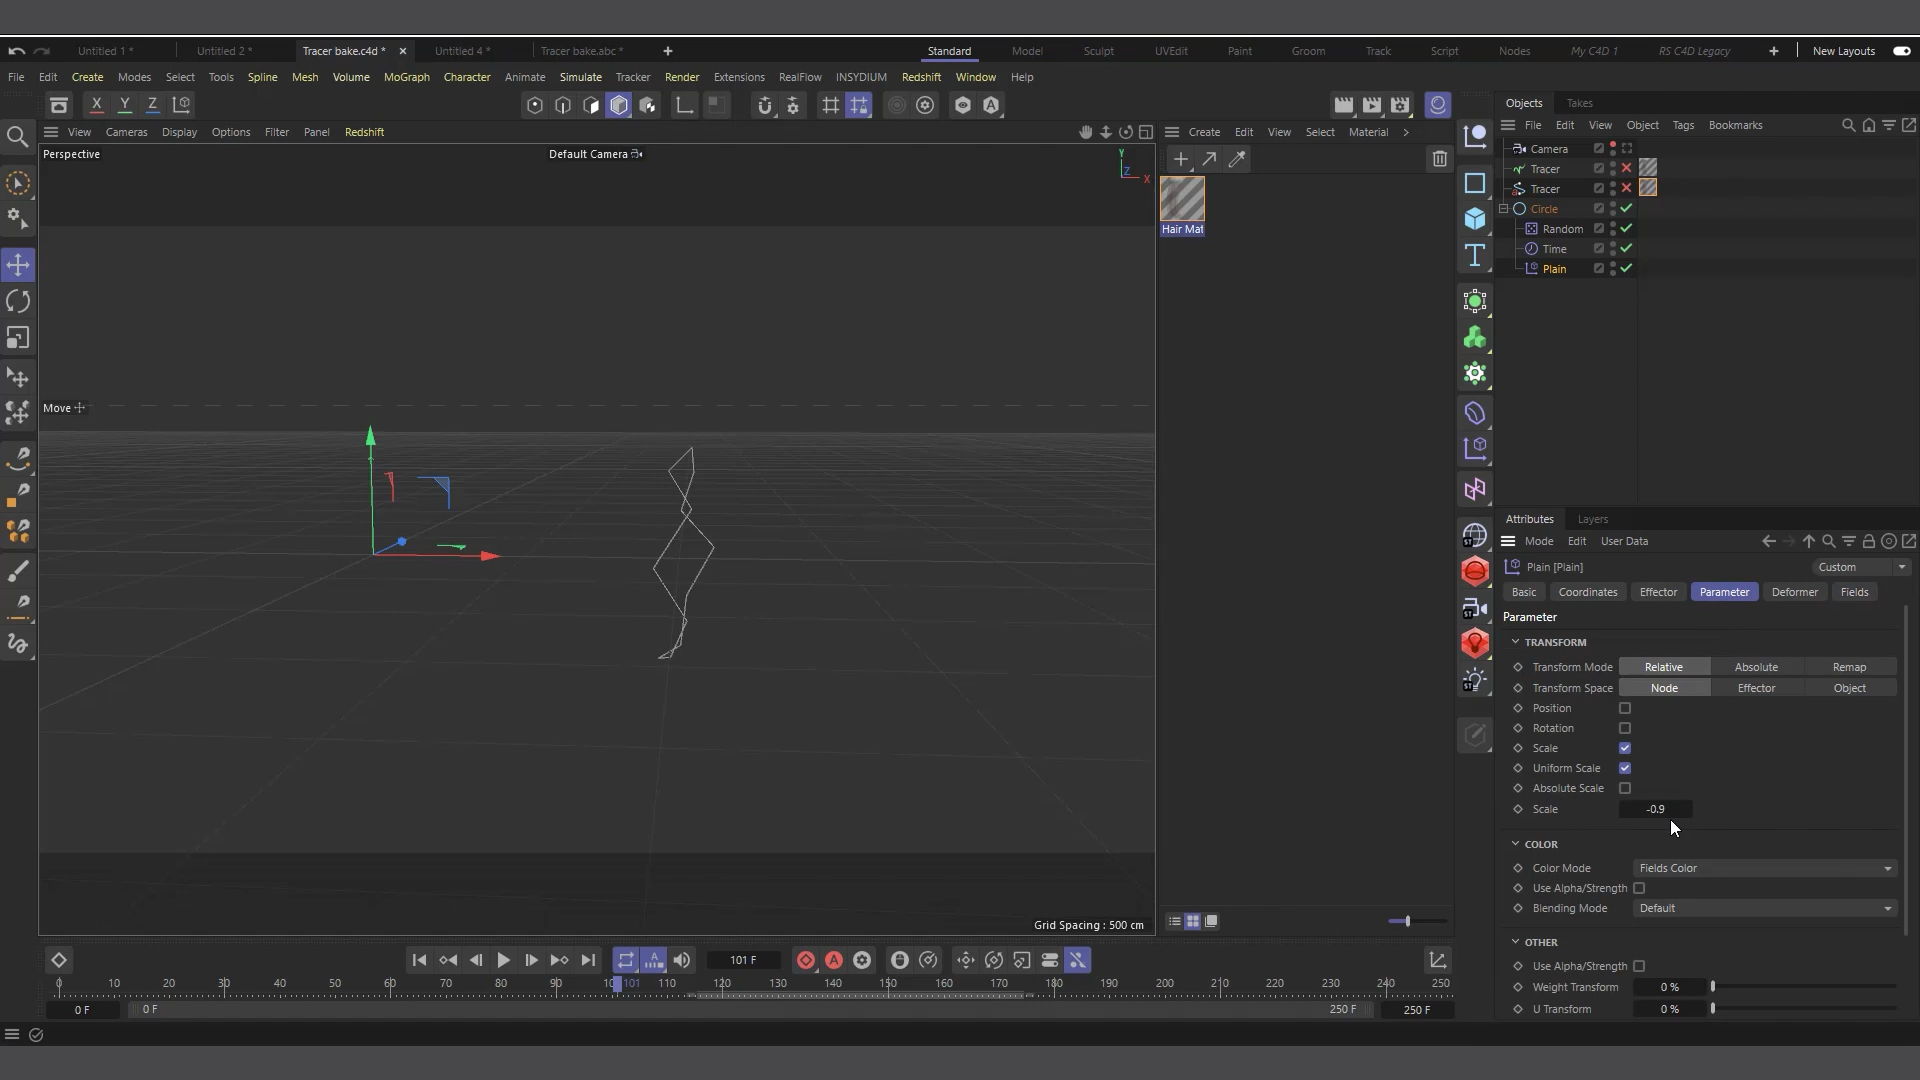 Untitled 1 * Untitled 2 * Tracer bake.c4d * Untitled 4 * Tracer bake.abc * Standard Model Sculpt UVEdit Paint Groom Track Script Nodes My C4D 1 RS C4D Legacy New Layouts
File Edit Create Modes Select Tools Spline Mesh Volume MoGraph Character Animate Simulate Tracker Render Extensions RealFlow INSYDIUM Redshift Window Help
X Y Z
Objects Takes
View Cameras Display Options Filter Panel Redshift
Create Edit View Select Material
File Edit View Object Tags Bookmarks
Perspective Default Camera
Y
Z X
Camera
Tracer
Tracer
Circle
Random
Time
Plain
Hair Mat
Move
Grid Spacing : 500 cm
Attributes Layers
Mode Edit User Data
Plain [Plain] Custom
Basic Coordinates Effector Parameter Deformer Fields
Parameter
TRANSFORM
Transform Mode Relative Absolute Remap
Transform Space Node Effector Object
Position
Rotation
Scale
Uniform Scale
Absolute Scale
Scale -0.9
COLOR
Color Mode Fields Color
Use Alpha/Strength
Blending Mode Default
OTHER
Use Alpha/Strength
Weight Transform 0 %
U Transform 0 %
101 F
0 10 20 30 40 50 60 70 80 90 101 110 120 130 140 150 160 170 180 190 200 210 220 230 240 250
0 F 0 F 250 F 250 F